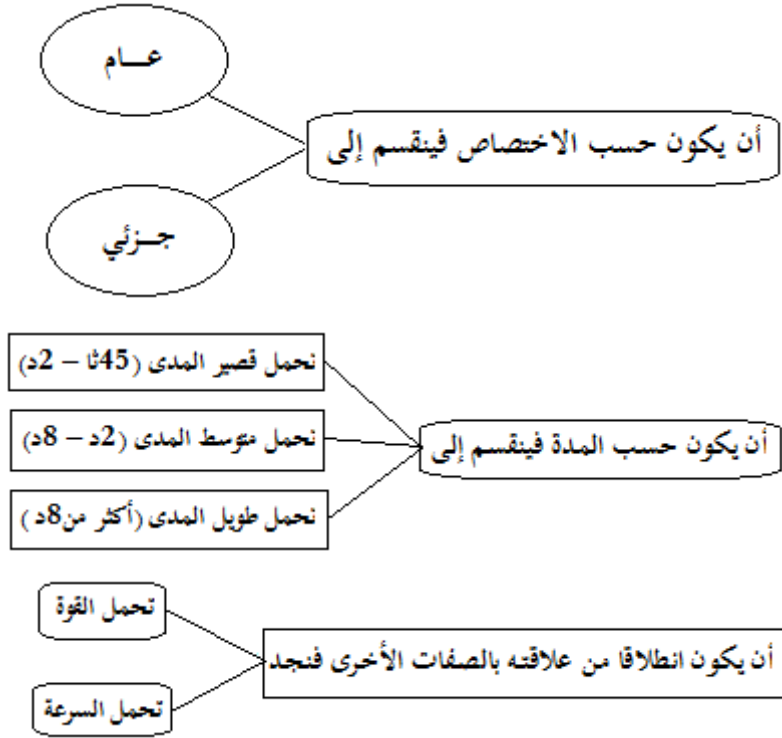 عـــام
أن يكون حسب الاختصاص فينقسم إلى
جـــزئي
تحمل قصير المدى (45ثا – 2د)
تحمل متوسط المدى (2د – 8د)
أن يكون حسب المدة فينقسم إلى
تحمل طويل المدى (أكثر من8د )
تحمل القوة
أن يكون انطلاقا من علاقته بالصفات الأخرى فنجد
تحمل السرعة